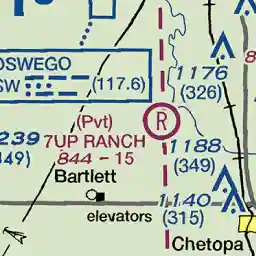 OSWEGO
SW (117.6)
1176
(326)
(Pvt)
R
239
7UP RANCH
1188
49)
844 - 15
(349)
Bartlett
1140
elevators
(315)
Chetopa